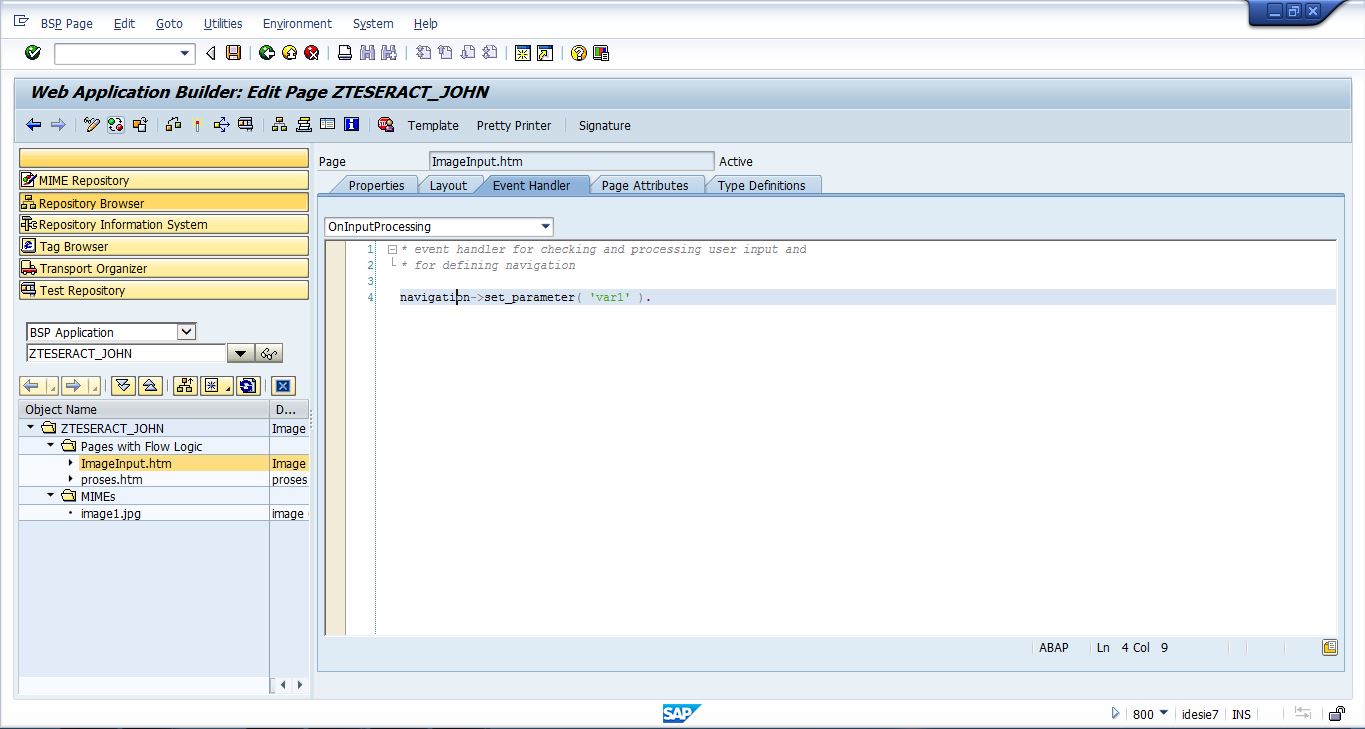 BSP Page Edit Goto Utilities Environment System Help
Web Application Builder: Edit Page ZTESERACT_JOHN
Template Pretty Printer Signature
MIME Repository
Repository Browser
Repository Information System
Tag Browser
Transport Organizer
Test Repository
BSP Application
ZTESERACT_JOHN
Object Name D...
ZTESERACT_JOHN Image
Pages with Flow Logic
ImageInput.htm Image
proses.htm proses
MIMEs
image1.jpg image
Page ImageInput.htm Active
Properties Layout Event Handler Page Attributes Type Definitions
OnInputProcessing
1 * event handler for checking and processing user input and
2 * for defining navigation
3
4 navigation->set_parameter( 'var1' ).
ABAP Ln 4 Col 9
SAP 800 idesie7 INS